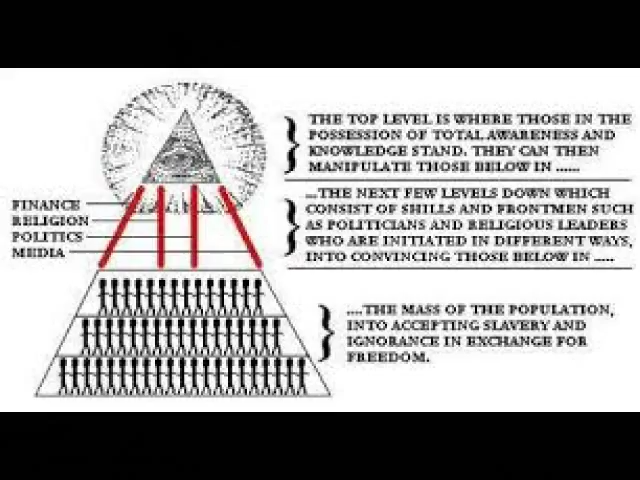 THE TOP LEVEL IS WHERE THOSE IN THE
POSSESSION OF TOTAL AWARENESS AND
KNOWLEDGE STAND. THEY CAN THEN
MANIPULATE THOSE BELOW IN ......
FINANCE
RELIGION
POLITICS
MEDIA
...THE NEXT FEW LEVELS DOWN WHICH
CONSIST OF SHILLS AND FRONTMEN SUCH
AS POLITICIANS AND RELIGIOUS LEADERS
WHO ARE INITIATED IN DIFFERENT WAYS,
INTO CONVINCING THOSE BELOW IN .....
....THE MASS OF THE POPULATION,
INTO ACCEPTING SLAVERY AND
IGNORANCE IN EXCHANGE FOR
FREEDOM.